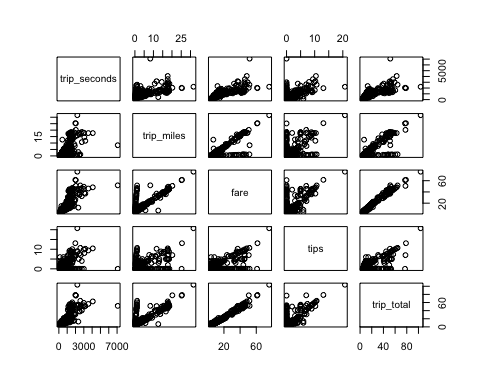 0 10 25
0 5 10 20
trip_seconds
0 5000
0 15
trip_miles
fare
20 60
0 10
tips
trip_total
0 40 80
0 3000 7000
20 60
0 40 80